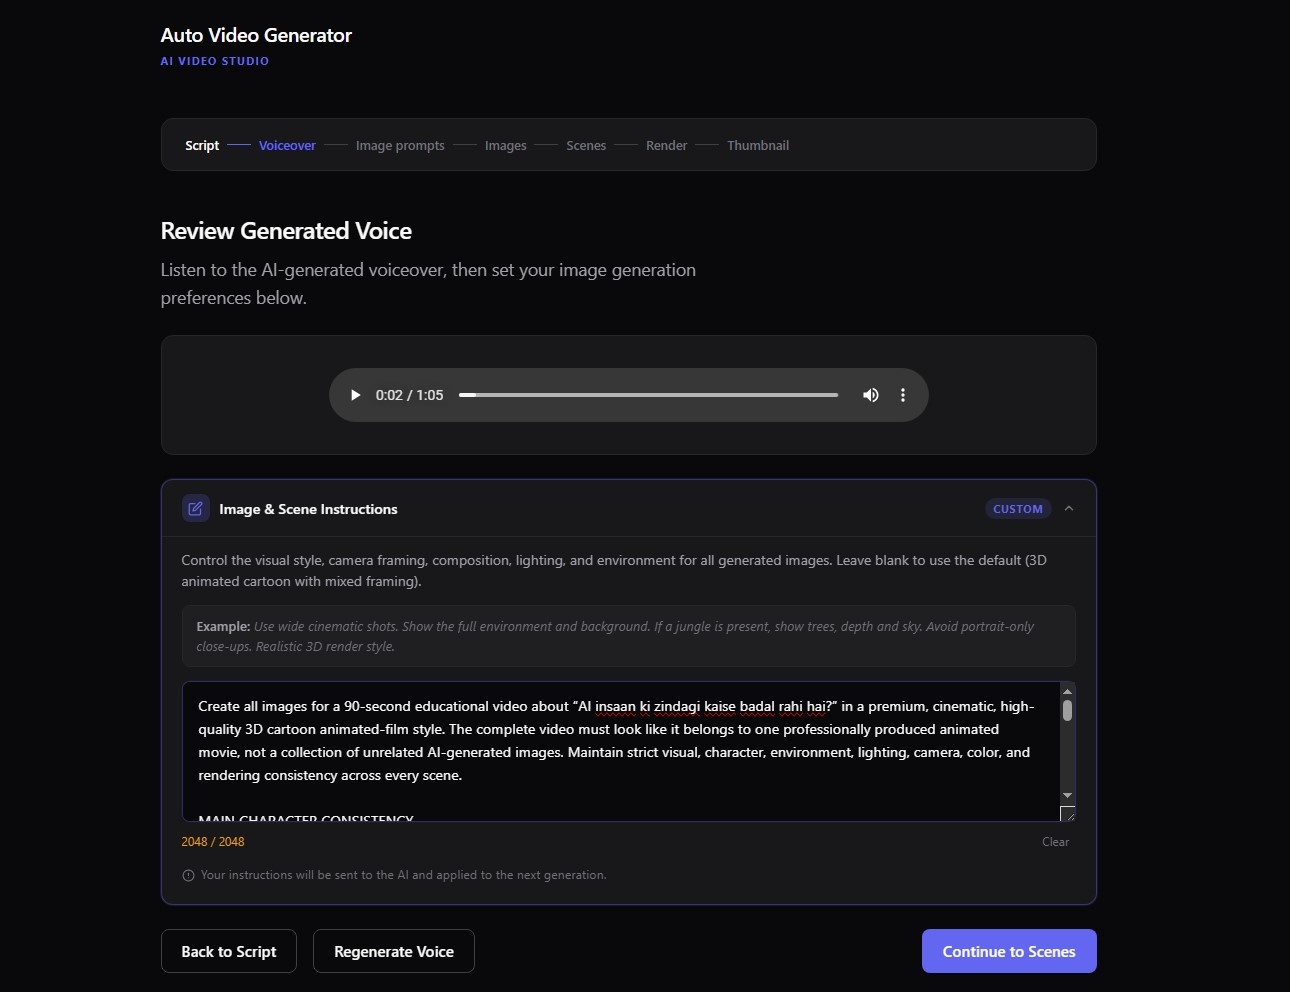 Auto Video Generator
AI VIDEO STUDIO
Script
Voiceover
Image prompts
Images
Scenes
Render
Thumbnail
Review Generated Voice
Listen to the AI-generated voiceover, then set your image generation
preferences below.
0:02 / 1:05
Image & Scene Instructions
CUSTOM
Control the visual style, camera framing, composition, lighting, and environment for all generated images. Leave blank to use the default (3D
animated cartoon with mixed framing).
Example: Use wide cinematic shots. Show the full environment and background. If a jungle is present, show trees, depth and sky. Avoid portrait-only
close-ups. Realistic 3D render style.
Create all images for a 90-second educational video about “AI insaan ki zindagi kaise badal rahi hai?” in a premium, cinematic, high-
quality 3D cartoon animated-film style. The complete video must look like it belongs to one professionally produced animated
movie, not a collection of unrelated AI-generated images. Maintain strict visual, character, environment, lighting, camera, color, and
rendering consistency across every scene.
MAIN CHARACTER CONSISTENCY
2048 / 2048
Clear
Your instructions will be sent to the AI and applied to the next generation.
Back to Script
Regenerate Voice
Continue to Scenes